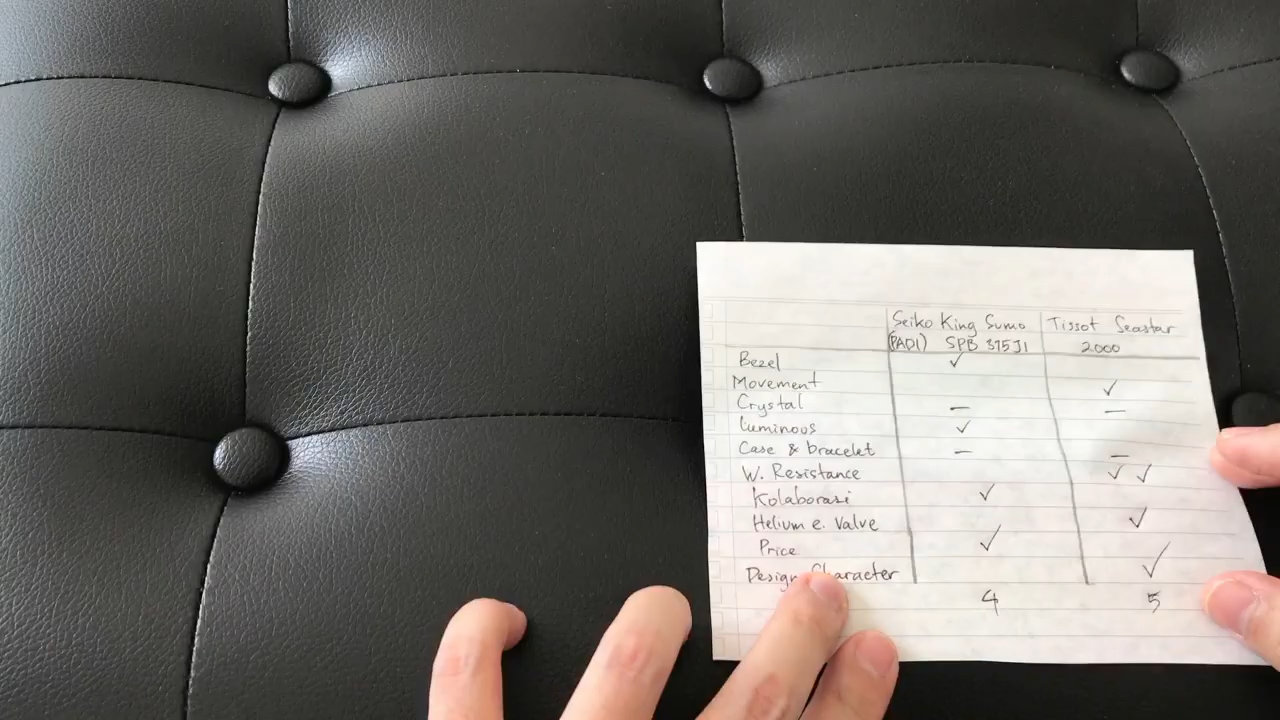 Seiko King Sumo Tissot Seastar
(PADI) SPB 375J1 2000
Bezel ✓
Movement ✓
Crystal — —
Luminous ✓
Case & bracelet — —
W. Resistance ✓ ✓
Kolaborasi ✓
Helium e. Valve ✓
Price ✓
Design Character ✓
4 5